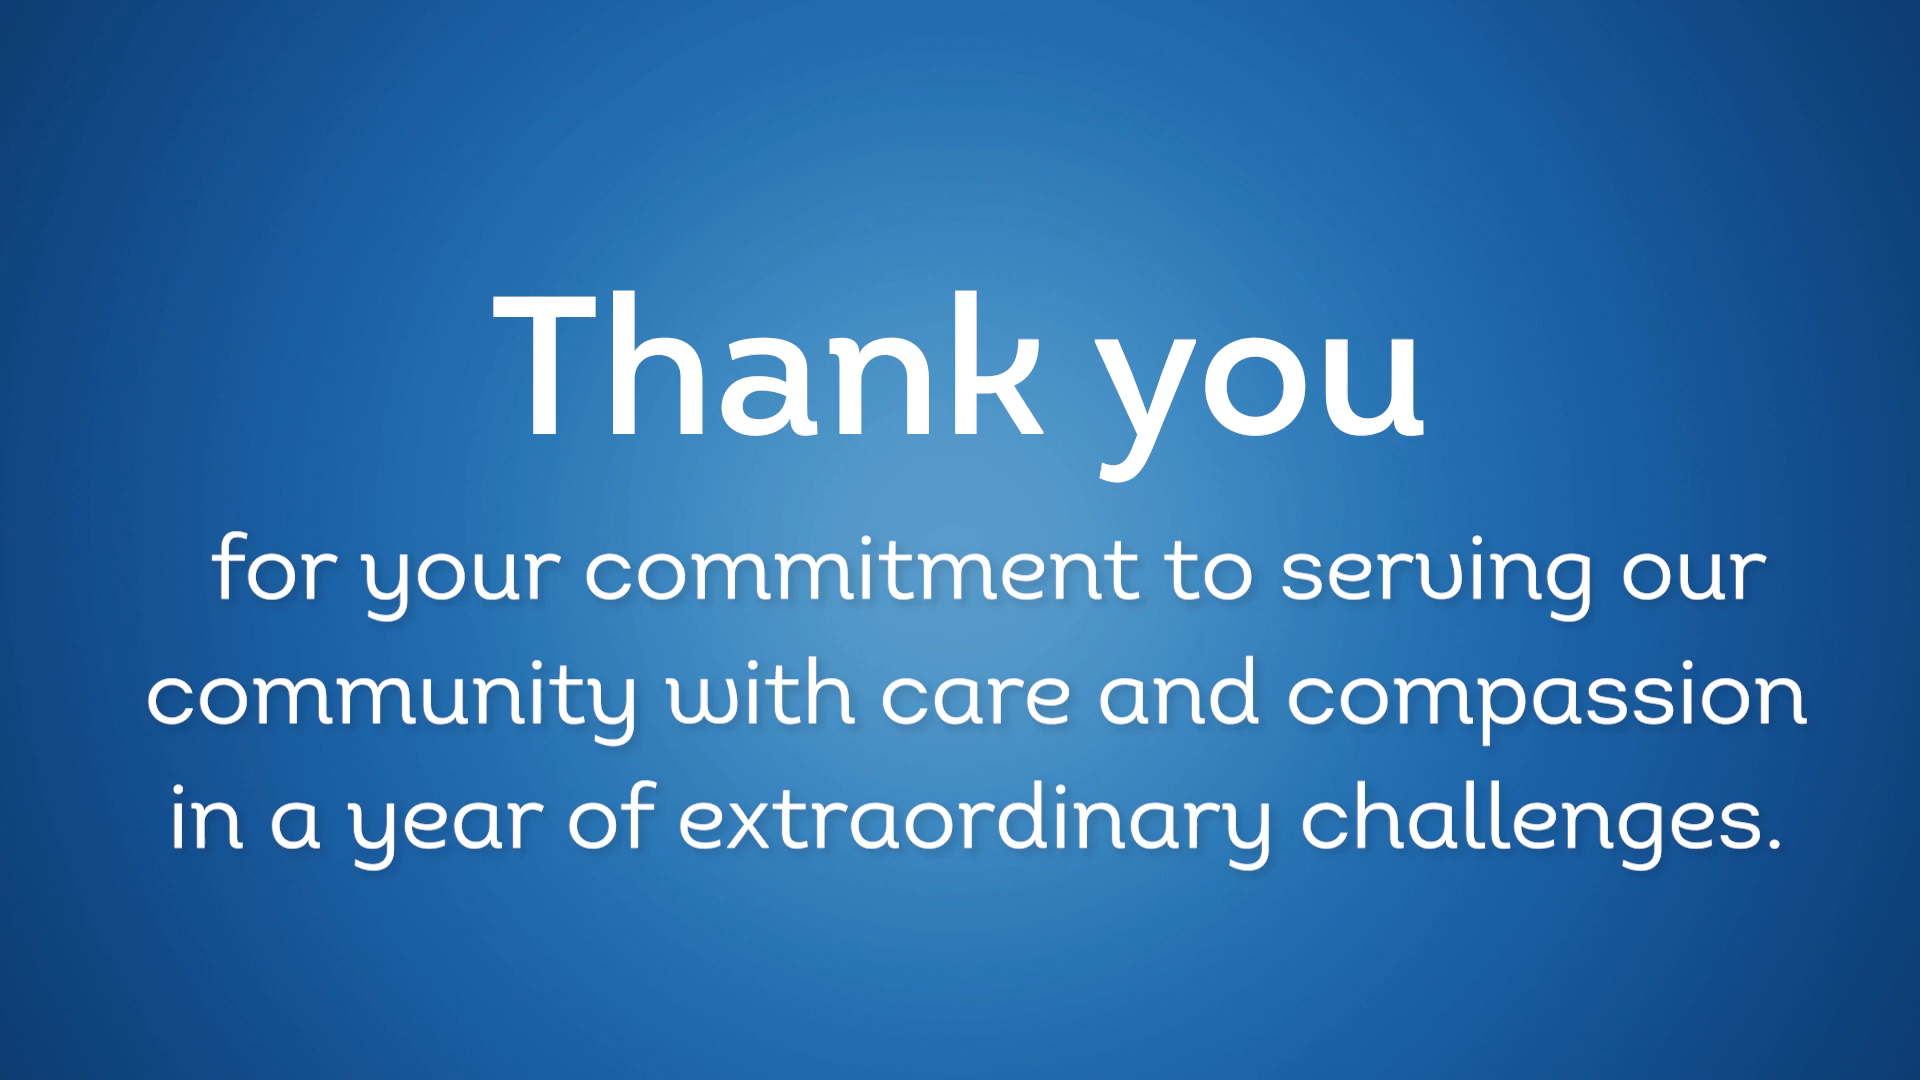 Thank you
for your commitment to serving our
community with care and compassion
in a year of extraordinary challenges.